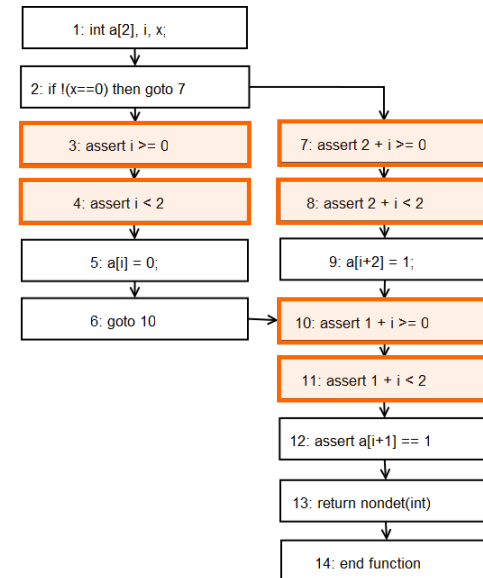 1: int a[2], i, x;
2: if !(x==0) then goto 7
3: assert i >= 0
4: assert i < 2
5: a[i] = 0;
6: goto 10
7: assert 2 + i >= 0
8: assert 2 + i < 2
9: a[i+2] = 1;
10: assert 1 + i >= 0
11: assert 1 + i < 2
12: assert a[i+1] == 1
13: return nondet(int)
14: end function